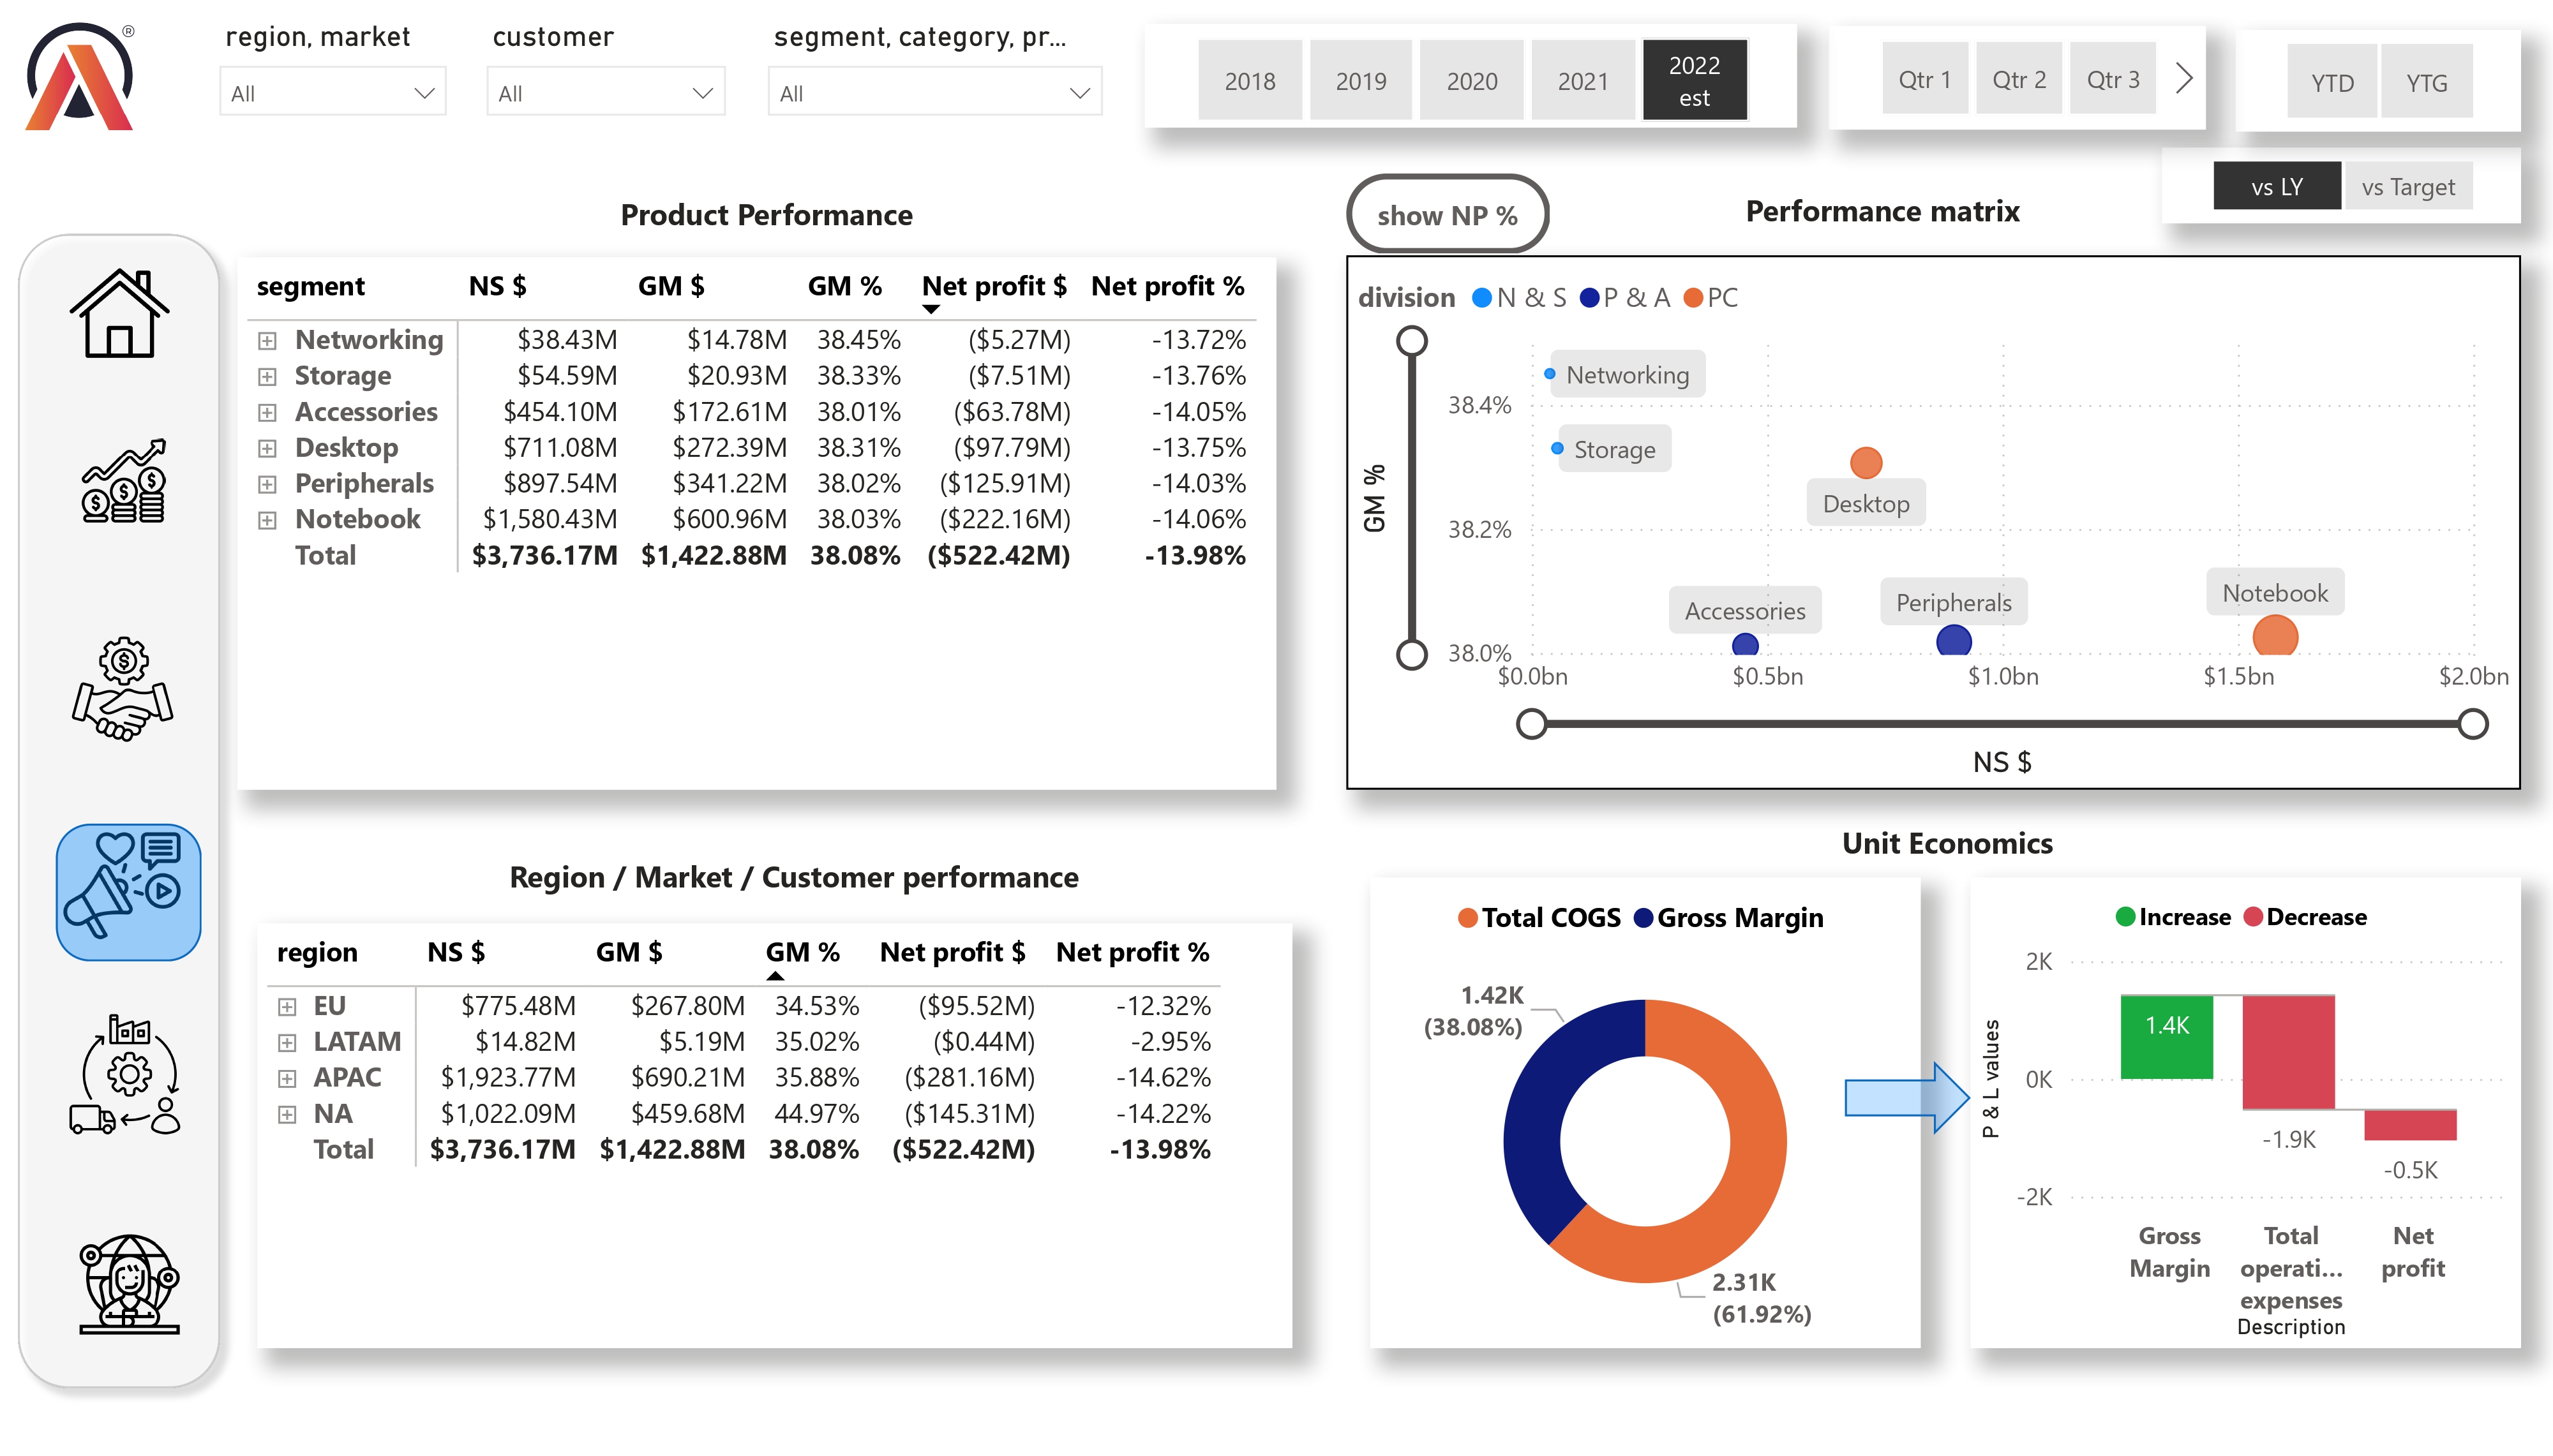 ®
region, market
customer
segment, category, pr...
All
All
All
2018
2019
2020
2021
2022
est
Qtr 1
Qtr 2
Qtr 3
YTD
YTG
vs LY
vs Target
Product Performance
segment NS $ GM $ GM % Net profit $ Net profit %
Networking $38.43M $14.78M 38.45% ($5.27M) -13.72%
Storage $54.59M $20.93M 38.33% ($7.51M) -13.76%
Accessories $454.10M $172.61M 38.01% ($63.78M) -14.05%
Desktop $711.08M $272.39M 38.31% ($97.79M) -13.75%
Peripherals $897.54M $341.22M 38.02% ($125.91M) -14.03%
Notebook $1,580.43M $600.96M 38.03% ($222.16M) -14.06%
Total $3,736.17M $1,422.88M 38.08% ($522.42M) -13.98%
show NP %
Performance matrix
division N & S P & A PC
GM %
38.4%
38.2%
38.0%
Networking
Storage
Desktop
Accessories
Peripherals
Notebook
$0.0bn $0.5bn $1.0bn $1.5bn $2.0bn
NS $
Region / Market / Customer performance
region NS $ GM $ GM % Net profit $ Net profit %
EU $775.48M $267.80M 34.53% ($95.52M) -12.32%
LATAM $14.82M $5.19M 35.02% ($0.44M) -2.95%
APAC $1,923.77M $690.21M 35.88% ($281.16M) -14.62%
NA $1,022.09M $459.68M 44.97% ($145.31M) -14.22%
Total $3,736.17M $1,422.88M 38.08% ($522.42M) -13.98%
Unit Economics
Total COGS Gross Margin
1.42K
(38.08%)
2.31K
(61.92%)
Increase Decrease
P & L values
2K
0K
-2K
1.4K
-1.9K
-0.5K
Gross
Margin
Total
operati...
expenses
Net
profit
Description